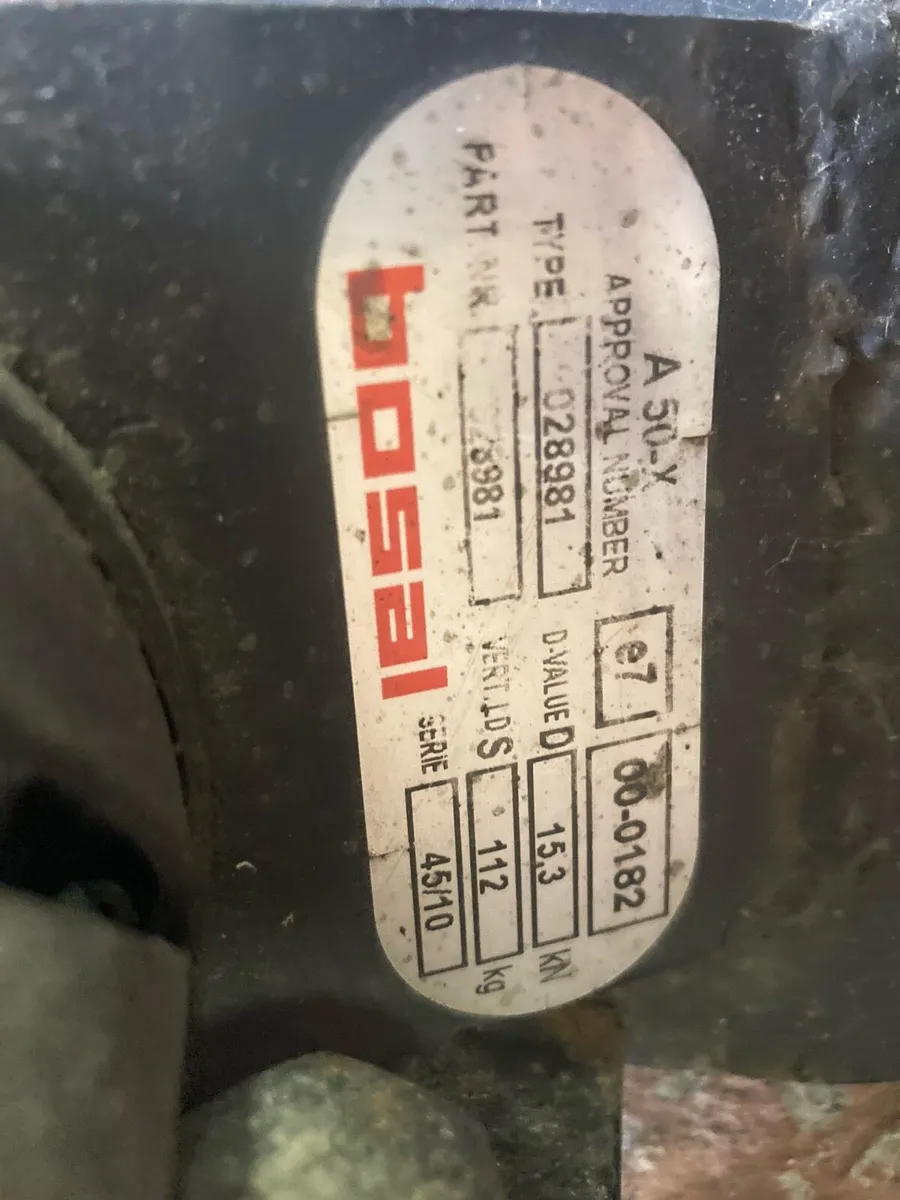 A 50-X
APPROVAL NUMBER e7 00-0182
TYPE 028981 D-VALUE D 15,3 KN
PART. NR 028981 VERT.LD S 112 kg
bosal SERIE 45/10